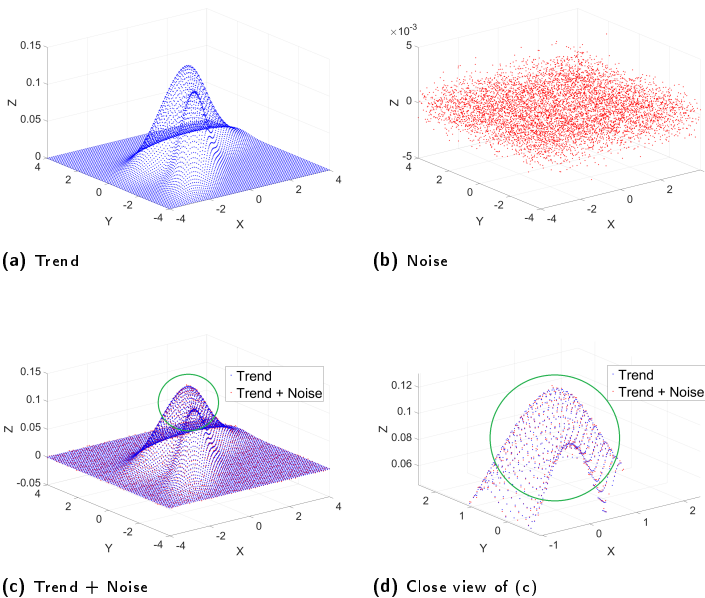 0.15
0.1
0.05
0
Z
4
2
0
-2
-4
Y
-4
-2
0
2
4
X
(a) Trend
×10⁻³
5
0
-5
Z
4
2
0
-2
-4
Y
-4
-2
0
2
4
X
(b) Noise
0.15
0.1
0.05
0
-0.05
Z
4
2
0
-2
-4
Y
-4
-2
0
2
4
X
Trend
Trend + Noise
(c) Trend + Noise
0.12
0.1
0.08
0.06
Z
2
1
0
Y
-1
0
1
2
X
Trend
Trend + Noise
(d) Close view of (c)